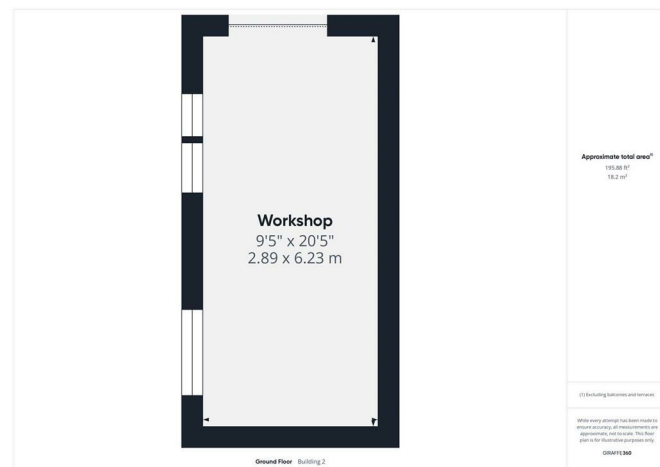 Workshop
9'5" x 20'5"
2.89 x 6.23 m
Ground Floor Building 2
Approximate total area⁽¹⁾
195.88 ft²
18.2 m²
(1) Excluding balconies and terraces
While every attempt has been made to
ensure accuracy, all measurements are
approximate, not to scale. This floor
plan is for illustrative purposes only.
GIRAFFE360